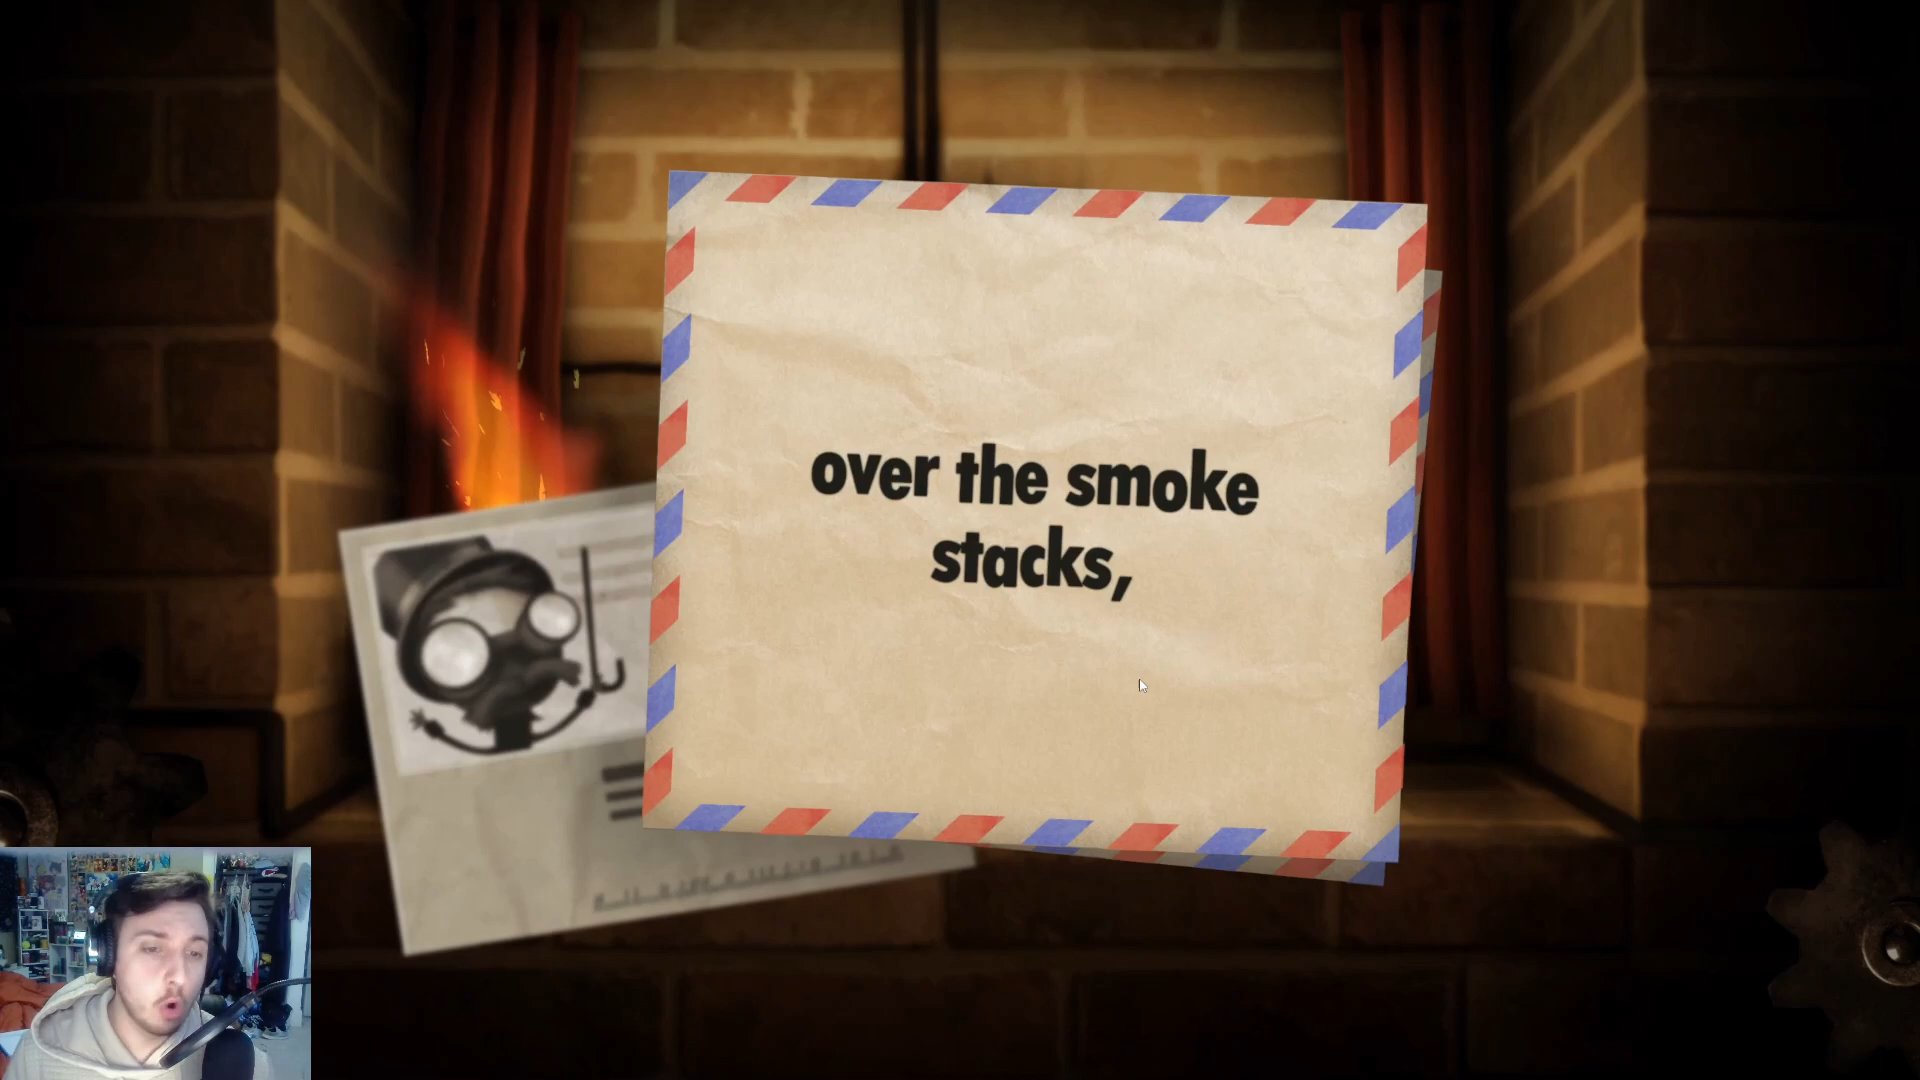 over the smoke
stacks,